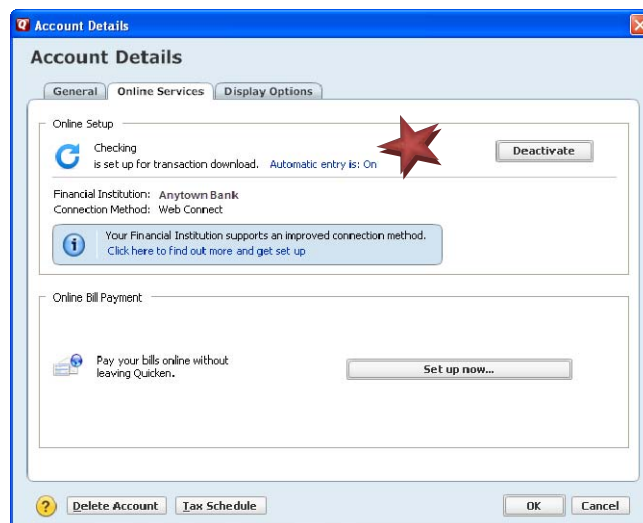 Account Details
Account Details
General Online Services Display Options
Online Setup
Checking
is set up for transaction download. Automatic entry is: On
Deactivate
Financial Institution: Anytown Bank
Connection Method: Web Connect
Your Financial Institution supports an improved connection method.
Click here to find out more and get set up
Online Bill Payment
Pay your bills online without
leaving Quicken.
Set up now...
? Delete Account Tax Schedule OK Cancel